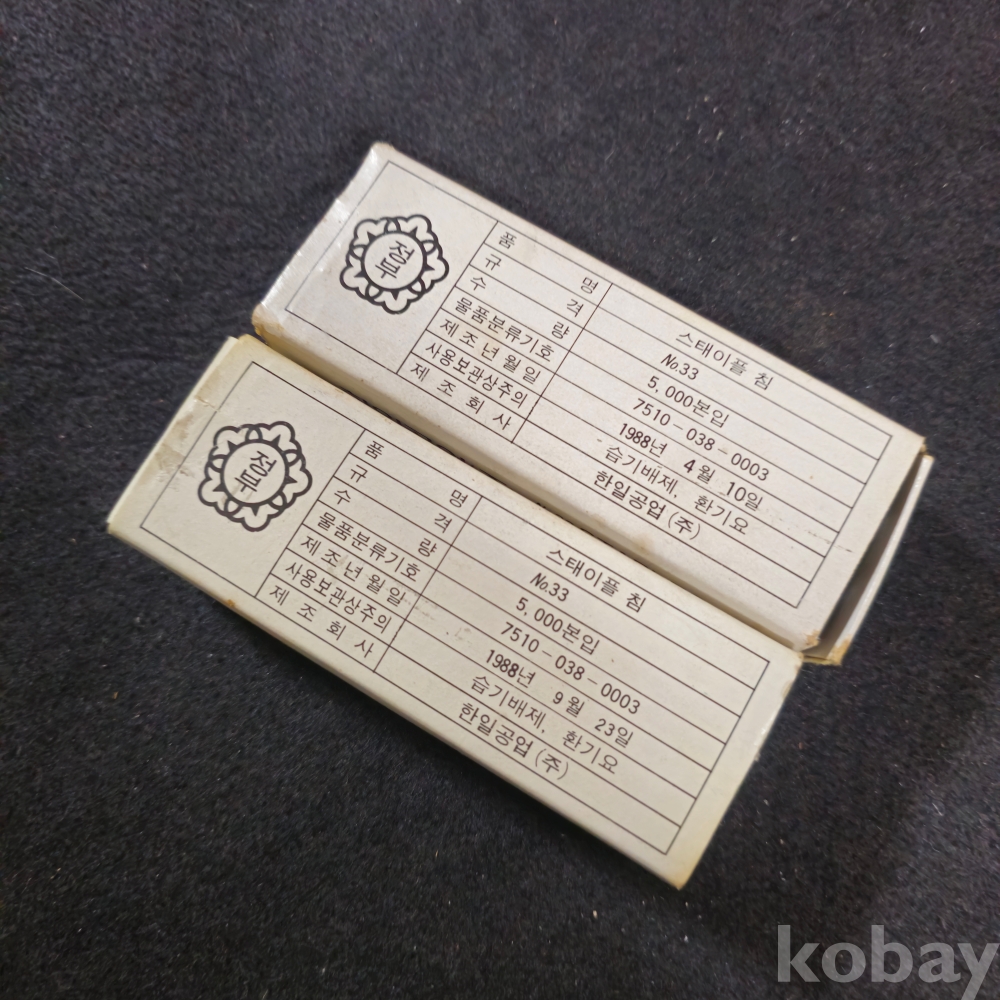 정부
품 명 스태이플 침
규 격 No.33
수 량 5,000본입
물품분류기호 7510-038-0003
제조년월일 1988년 4월 10일
사용보관상주의 습기배제, 환기요
제조회사 한일공업(주)
정부
품 명 스태이플 침
규 격 No.33
수 량 5,000본입
물품분류기호 7510-038-0003
제조년월일 1988년 9월 23일
사용보관상주의 습기배제, 환기요
제조회사 한일공업(주)
kobay